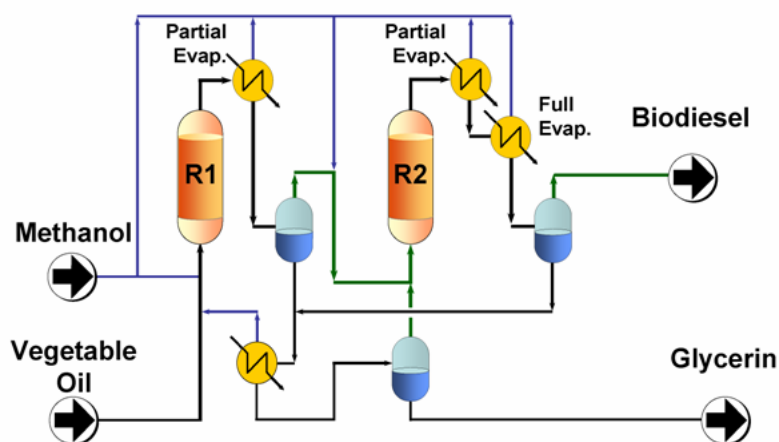 Partial
Evap.
Partial
Evap.
Full
Evap.
Biodiesel
R1
R2
Methanol
Vegetable
Oil
Glycerin